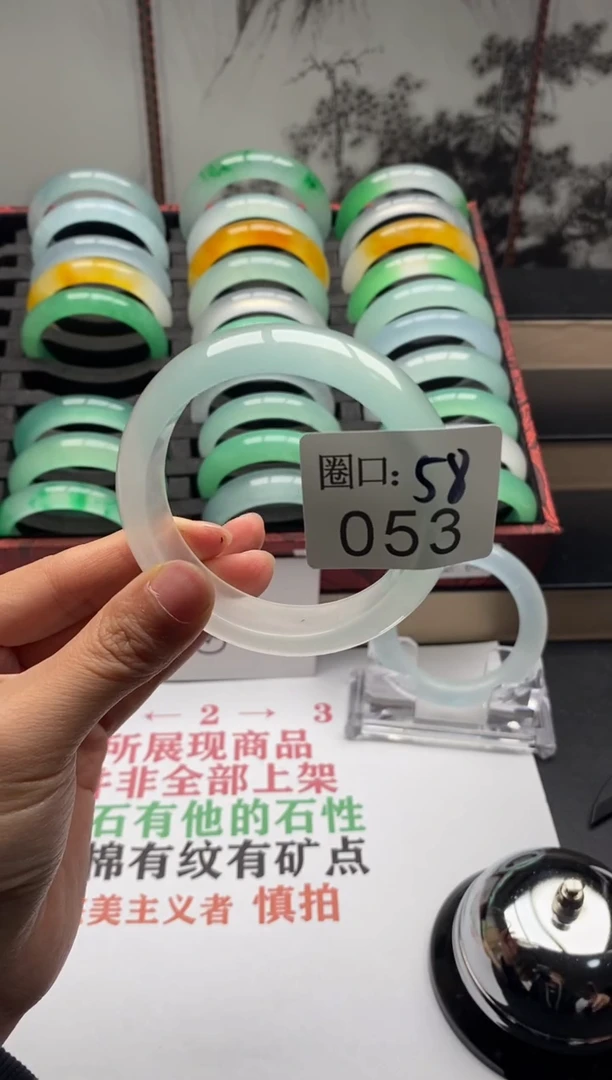 圈口: 58
053
← 2 → 3
所展现商品
并非全部上架
石有他的石性
棉有纹有矿点
美主义者 慎拍